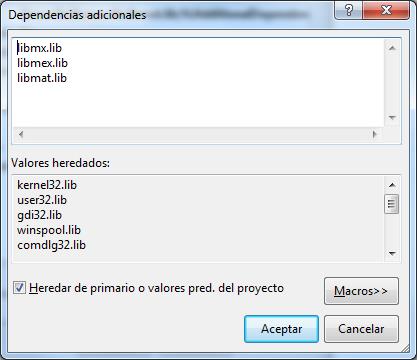 Dependencias adicionales
libmx.lib
libmex.lib
libmat.lib
Valores heredados:
kernel32.lib
user32.lib
gdi32.lib
winspool.lib
comdlg32.lib
Heredar de primario o valores pred. del proyecto
Macros>>
Aceptar
Cancelar